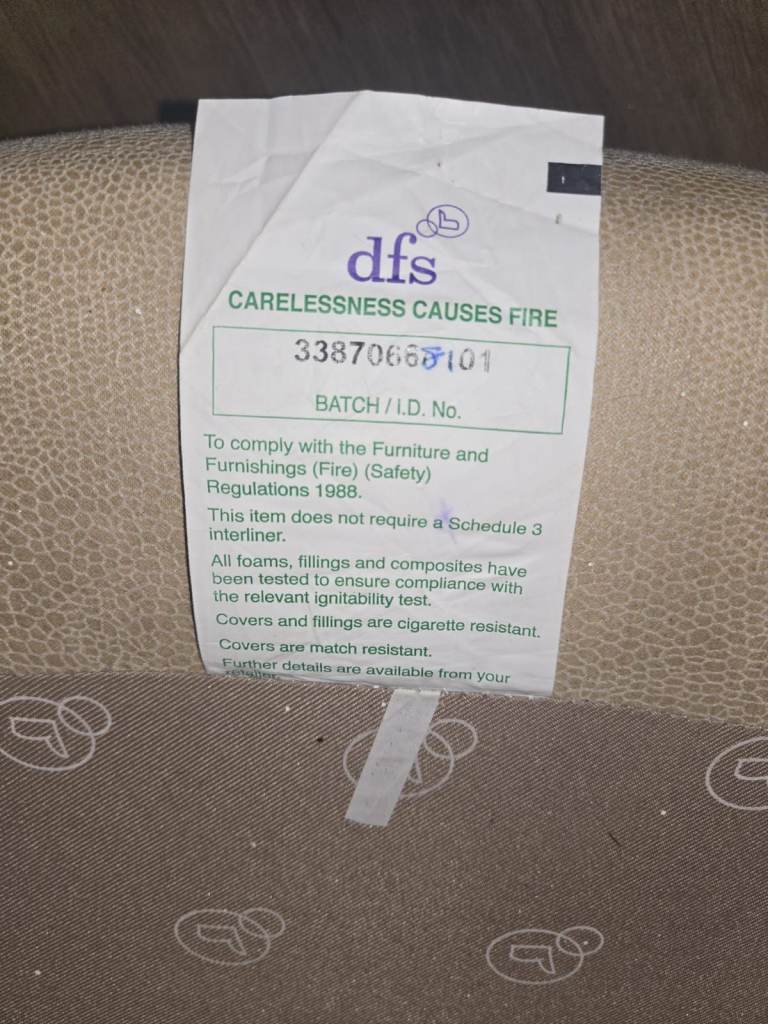 dfs
CARELESSNESS CAUSES FIRE
BATCH / I.D. No.
To comply with the Furniture and
Furnishings (Fire) (Safety)
Regulations 1988.
This item does not require a Schedule 3
interliner.
All foams, fillings and composites have
been tested to ensure compliance with
the relevant ignitability test.
Covers and fillings are cigarette resistant.
Covers are match resistant.
Further details are available from your
retailer.